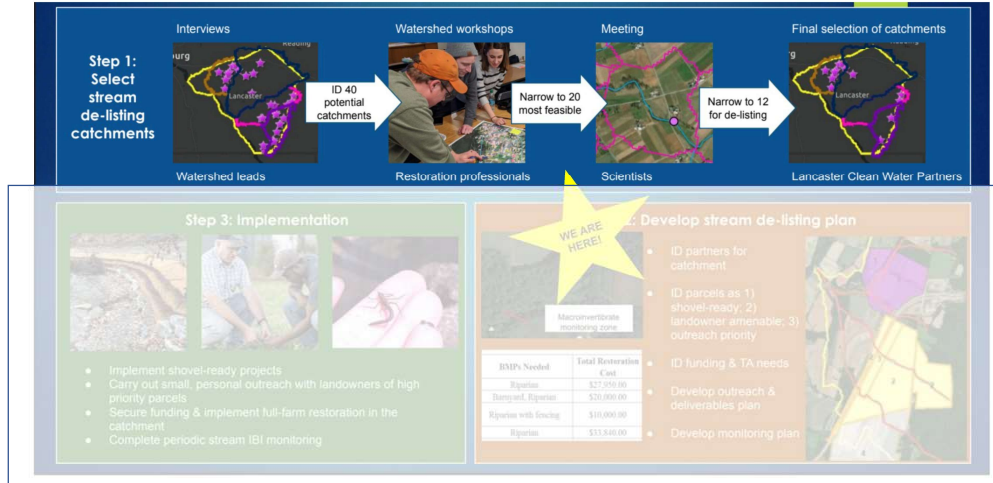 Interviews
Watershed workshops
Meeting
Final selection of catchments
Step 1:
Select
stream
de-listing
catchments
Reading
burg
Lancaster
ID 40
potential
catchments
Narrow to 20
most feasible
Narrow to 12
for de-listing
Lancaster
Watershed leads
Restoration professionals
Scientists
Lancaster Clean Water Partners
Step 3: Implementation
Implement shovel-ready projects
Carry out small, personal outreach with landowners of high
priority parcels
Secure funding & implement full-farm restoration in the
catchment
Complete periodic stream IBI monitoring
WE ARE
HERE!
2: Develop stream de-listing plan
Macroinvertibrate
monitoring zone
BMPs Needed Total Restoration
Cost
Riparian $27,950.00
Barnyard, Riparian $20,000.00
Riparian with fencing $10,000.00
Riparian $33,840.00
ID partners for
catchment
ID parcels as 1)
shovel-ready; 2)
landowner amenable; 3)
outreach priority
ID funding & TA needs
Develop outreach &
deliverables plan
Develop monitoring plan